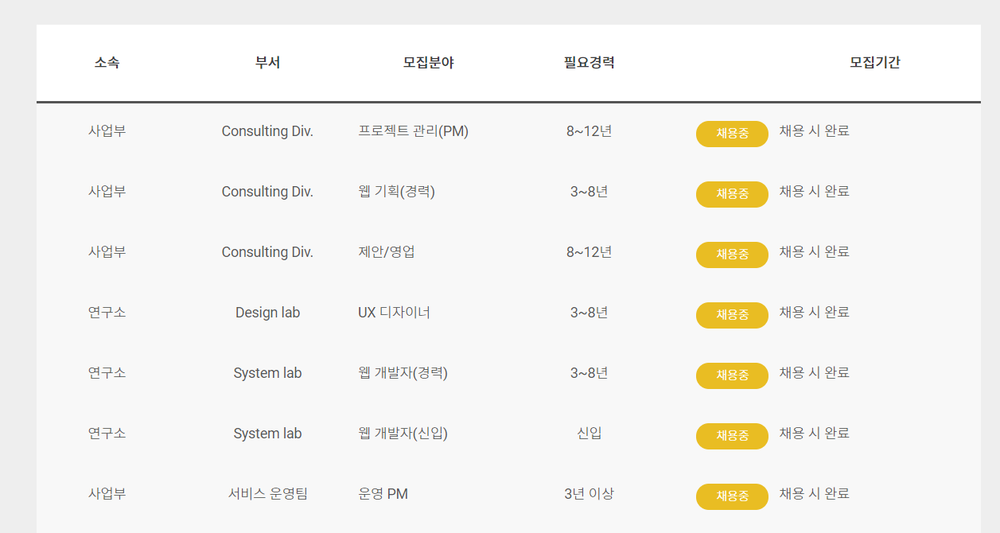 소속 부서 모집분야 필요경력 모집기간
사업부 Consulting Div. 프로젝트 관리(PM) 8~12년 채용중 채용 시 완료
사업부 Consulting Div. 웹 기획(경력) 3~8년 채용중 채용 시 완료
사업부 Consulting Div. 제안/영업 8~12년 채용중 채용 시 완료
연구소 Design lab UX 디자이너 3~8년 채용중 채용 시 완료
연구소 System lab 웹 개발자(경력) 3~8년 채용중 채용 시 완료
연구소 System lab 웹 개발자(신입) 신입 채용중 채용 시 완료
사업부 서비스 운영팀 운영 PM 3년 이상 채용중 채용 시 완료